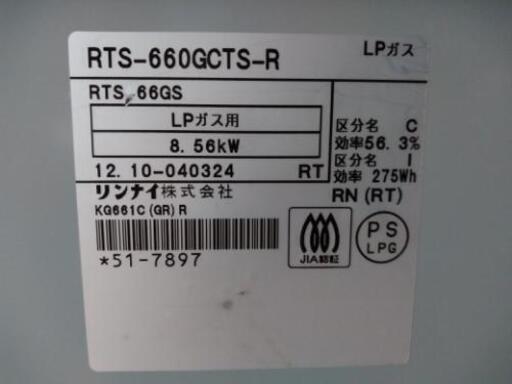 RTS-660GCTS-R LPガス
RTS-66GS
LPガス用
8.56kW
12.10-040324 RT
区分名 C
効率56.3%
区分名 I
効率 275Wh
リンナイ株式会社
RN (RT)
KG661C (GR) R
*51-7897
JIA認証
PS
LPG